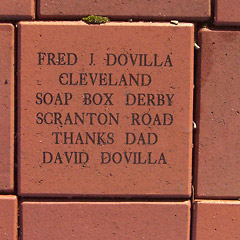 FRED J. DOVILLA
CLEVELAND
SOAP BOX DERBY
SCRANTON ROAD
THANKS DAD
DAVID DOVILLA